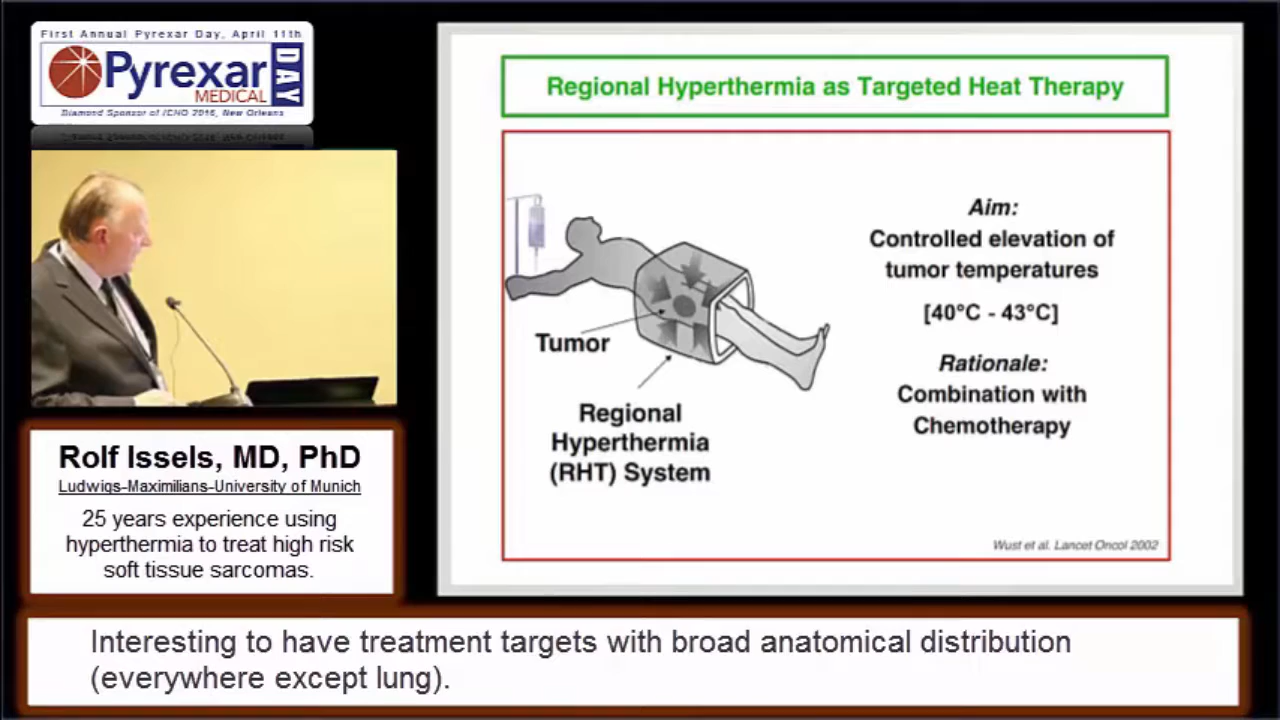 First Annual Pyrexar Day, April 11th
Pyrexar
MEDICAL
DAY
Diamond Sponsor of ICHO 2016, New Orleans
Regional Hyperthermia as Targeted Heat Therapy
Aim:
Controlled elevation of
tumor temperatures
[40°C - 43°C]
Rationale:
Combination with
Chemotherapy
Tumor
Regional
Hyperthermia
(RHT) System
Wust et al. Lancet Oncol 2002
Rolf Issels, MD, PhD
Ludwigs-Maximilians-University of Munich
25 years experience using
hyperthermia to treat high risk
soft tissue sarcomas.
Interesting to have treatment targets with broad anatomical distribution
(everywhere except lung).